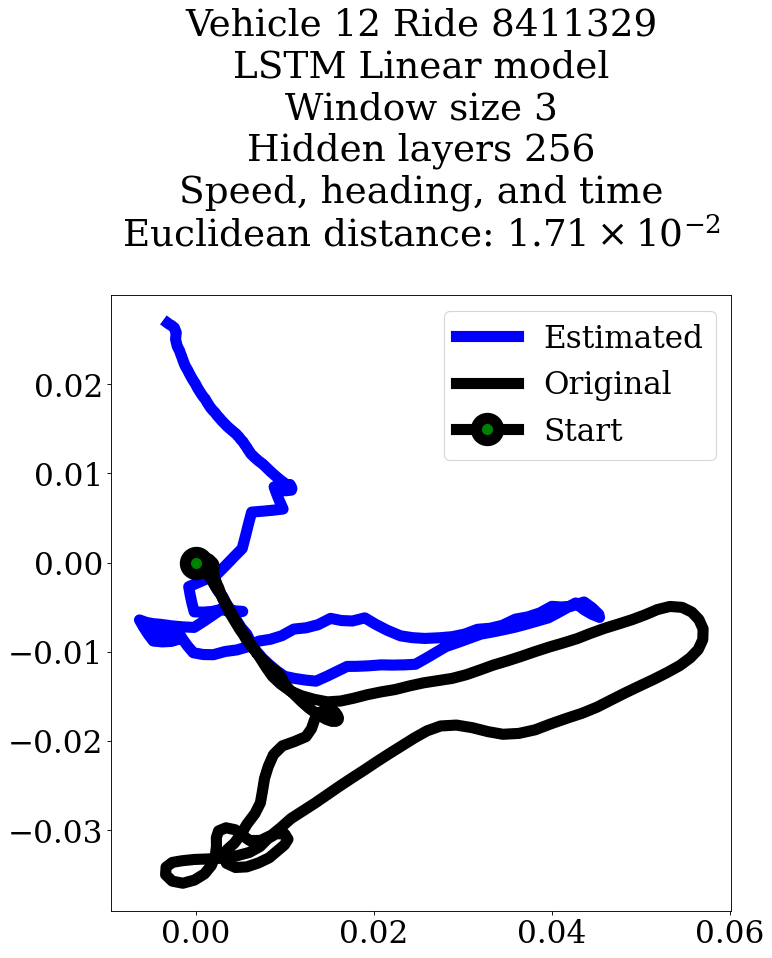 Vehicle 12 Ride 8411329
LSTM Linear model
Window size 3
Hidden layers 256
Speed, heading, and time
Euclidean distance: 1.71 × 10⁻²
Estimated
Original
Start
0.02
0.01
0.00
−0.01
−0.02
−0.03
0.00 0.02 0.04 0.06